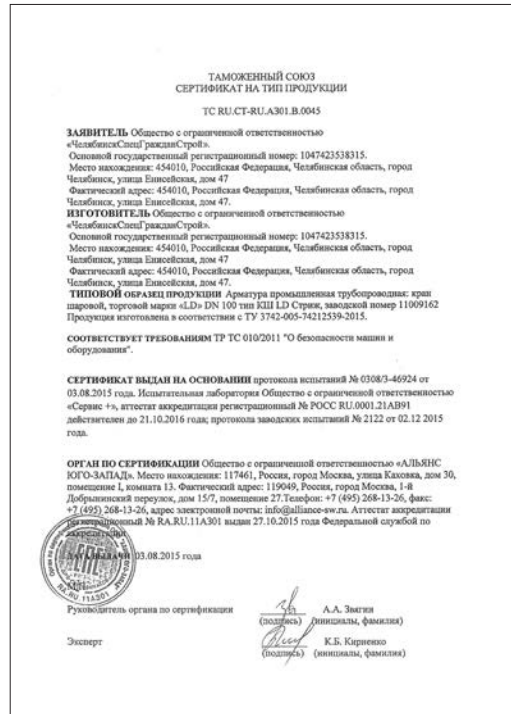 ТАМОЖЕННЫЙ СОЮЗ
СЕРТИФИКАТ НА ТИП ПРОДУКЦИИ
ТС RU.CT-RU.A301.B.0045
ЗАЯВИТЕЛЬ Общество с ограниченной ответственностью
«ЧелябинскСпецГражданСтрой».
Основной государственный регистрационный номер: 1047423538315.
Место нахождения: 454010, Российская Федерация, Челябинская область, город
Челябинск, улица Енисейская, дом 47
Фактический адрес: 454010, Российская Федерация, Челябинская область, город
Челябинск, улица Енисейская, дом 47.
ИЗГОТОВИТЕЛЬ Общество с ограниченной ответственностью
«ЧелябинскСпецГражданСтрой».
Основной государственный регистрационный номер: 1047423538315.
Место нахождения: 454010, Российская Федерация, Челябинская область, город
Челябинск, улица Енисейская, дом 47
Фактический адрес: 454010, Российская Федерация, Челябинская область, город
Челябинск, улица Енисейская, дом 47.
ТИПОВОЙ ОБРАЗЕЦ ПРОДУКЦИИ Арматура промышленная трубопроводная: кран
шаровой, торговой марки «LD» DN 100 тип КШ LD Стриж, заводской номер 11009162
Продукция изготовлена в соответствии с ТУ 3742-005-74212539-2015.
СООТВЕТСТВУЕТ ТРЕБОВАНИЯМ ТР ТС 010/2011 "О безопасности машин и
оборудования".
СЕРТИФИКАТ ВЫДАН НА ОСНОВАНИИ протокола испытаний № 0308/3-46924 от
03.08.2015 года. Испытательная лаборатория Общество с ограниченной ответственностью
«Сервис +», аттестат аккредитации регистрационный № РОСС RU.0001.21АВ91
действителен до 21.10.2016 года; протокола заводских испытаний № 2122 от 02.12 2015
года.
ОРГАН ПО СЕРТИФИКАЦИИ Общество с ограниченной ответственностью «АЛЬЯНС
ЮГО-ЗАПАД». Место нахождения: 117461, Россия, город Москва, улица Каховка, дом 30,
помещение I, комната 13. Фактический адрес: 119049, Россия, город Москва, 1-й
Добрынинский переулок, дом 15/7, помещение 27.Телефон: +7 (495) 268-13-26, факс:
+7 (495) 268-13-26, адрес электронной почты: info@alliance-sw.ru. Аттестат аккредитации
регистрационный № RA.RU.11А301 выдан 27.10.2015 года Федеральной службой по
аккредитации
ДАТА ВЫДАЧИ 03.08.2015 года
ЕАС
RA.RU.11A301
Руководитель органа по сертификации
А.А. Звягин
(подпись) (инициалы, фамилия)
Эксперт
К.Б. Кириенко
(подпись) (инициалы, фамилия)